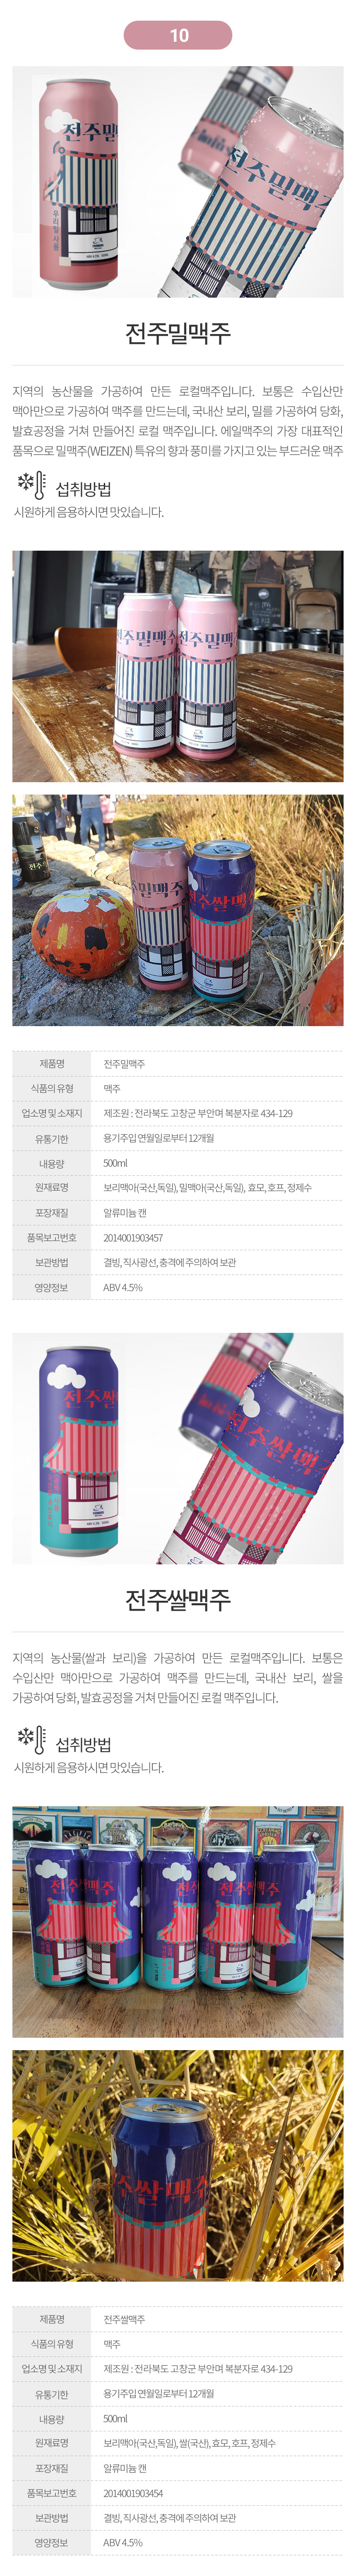 10
전주밀맥
우리밀사용
전주밀맥주
전주밀맥주
지역의 농산물을 가공하여 만든 로컬맥주입니다. 보통은 수입산만
맥아만으로 가공하여 맥주를 만드는데, 국내산 보리, 밀를 가공하여 당화,
발효공정을 거쳐 만들어진 로컬 맥주입니다. 에일맥주의 가장 대표적인
품목으로 밀맥주(WEIZEN) 특유의 향과 풍미를 가지고 있는 부드러운 맥주
섭취방법
시원하게 음용하시면 맛있습니다.
전주밀맥주 전주밀맥
전주밀맥주 전주쌀맥주
제품명 전주밀맥주
식품의 유형 맥주
업소명 및 소재지 제조원 : 전라북도 고창군 부안면 복분자로 434-129
유통기한 용기주입 연월일로부터 12개월
내용량 500ml
원재료명 보리맥아(국산,독일), 밀맥아(국산,독일), 효모, 호프, 정제수
포장재질 알류미늄 캔
품목보고번호 2014001903457
보관방법 결빙, 직사광선, 충격에 주의하여 보관
영양정보 ABV 4.5%
전주쌀
전주쌀맥주
전주쌀맥주
지역의 농산물(쌀과 보리)을 가공하여 만든 로컬맥주입니다. 보통은
수입산만 맥아만으로 가공하여 맥주를 만드는데, 국내산 보리, 쌀을
가공하여 당화, 발효공정을 거쳐 만들어진 로컬 맥주입니다.
섭취방법
시원하게 음용하시면 맛있습니다.
전주쌀맥주
제품명 전주쌀맥주
식품의 유형 맥주
업소명 및 소재지 제조원 : 전라북도 고창군 부안면 복분자로 434-129
유통기한 용기주입 연월일로부터 12개월
내용량 500ml
원재료명 보리맥아(국산,독일), 쌀(국산), 효모, 호프, 정제수
포장재질 알류미늄 캔
품목보고번호 2014001903454
보관방법 결빙, 직사광선, 충격에 주의하여 보관
영양정보 ABV 4.5%